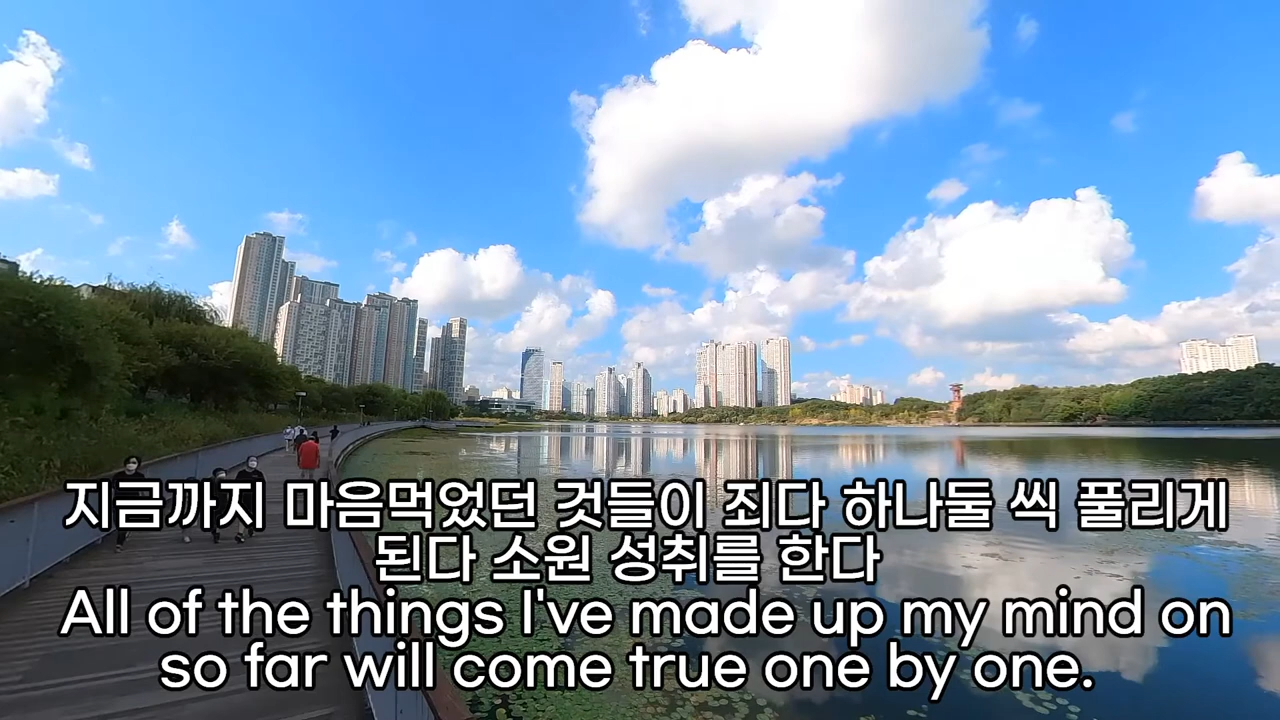 지금까지 마음먹었던 것들이 죄다 하나둘 씩 풀리게
된다 소원 성취를 한다
All of the things I've made up my mind on
so far will come true one by one.